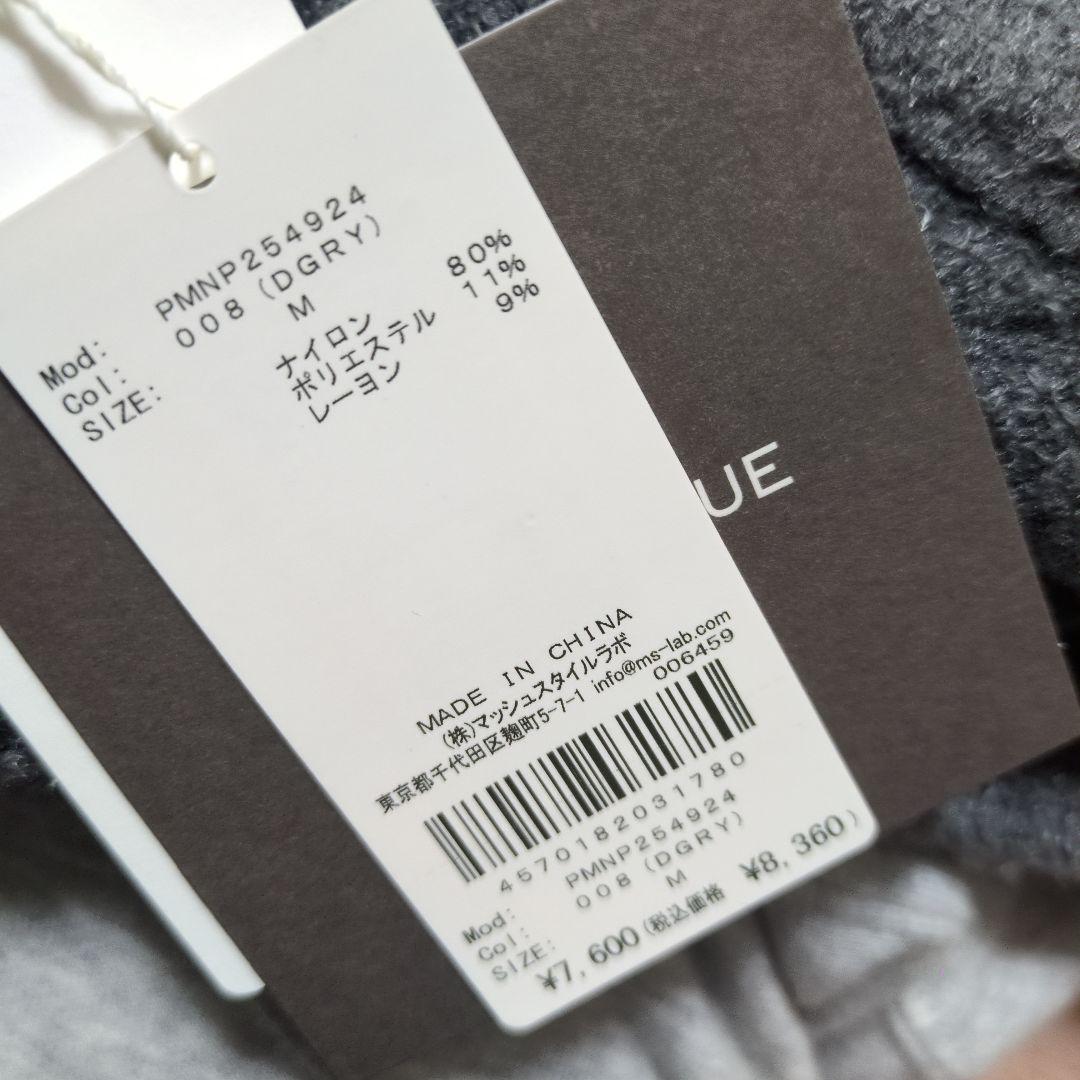 Mod: PMNP254924
Col: 008 (DGRY)
SIZE: M
ナイロン 80%
ポリエステル 11%
レーヨン 9%
UE
MADE IN CHINA
(株)マッシュスタイルラボ
東京都千代田区麹町5-7-1 info@ms-lab.com
006459
4570182031780
Mod: PMNP254924
Col: 008 (DGRY)
SIZE: M
¥7,600 (税込価格 ¥8,360)